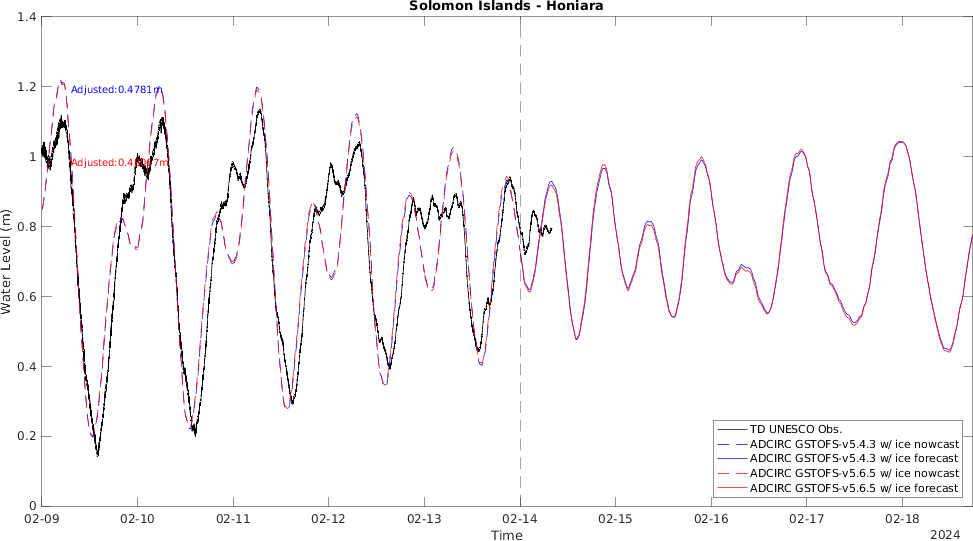 Solomon Islands - Honiara
1.4
1.2
1
0.8
0.6
0.4
0.2
0
Water Level (m)
Adjusted:0.4781m
02-09
02-10
02-11
02-12
02-13
02-14
02-15
02-16
02-17
02-18
Time
2024
TD UNESCO Obs.
ADCIRC GSTOFS-v5.4.3 w/ ice nowcast
ADCIRC GSTOFS-v5.4.3 w/ ice forecast
ADCIRC GSTOFS-v5.6.5 w/ ice nowcast
ADCIRC GSTOFS-v5.6.5 w/ ice forecast